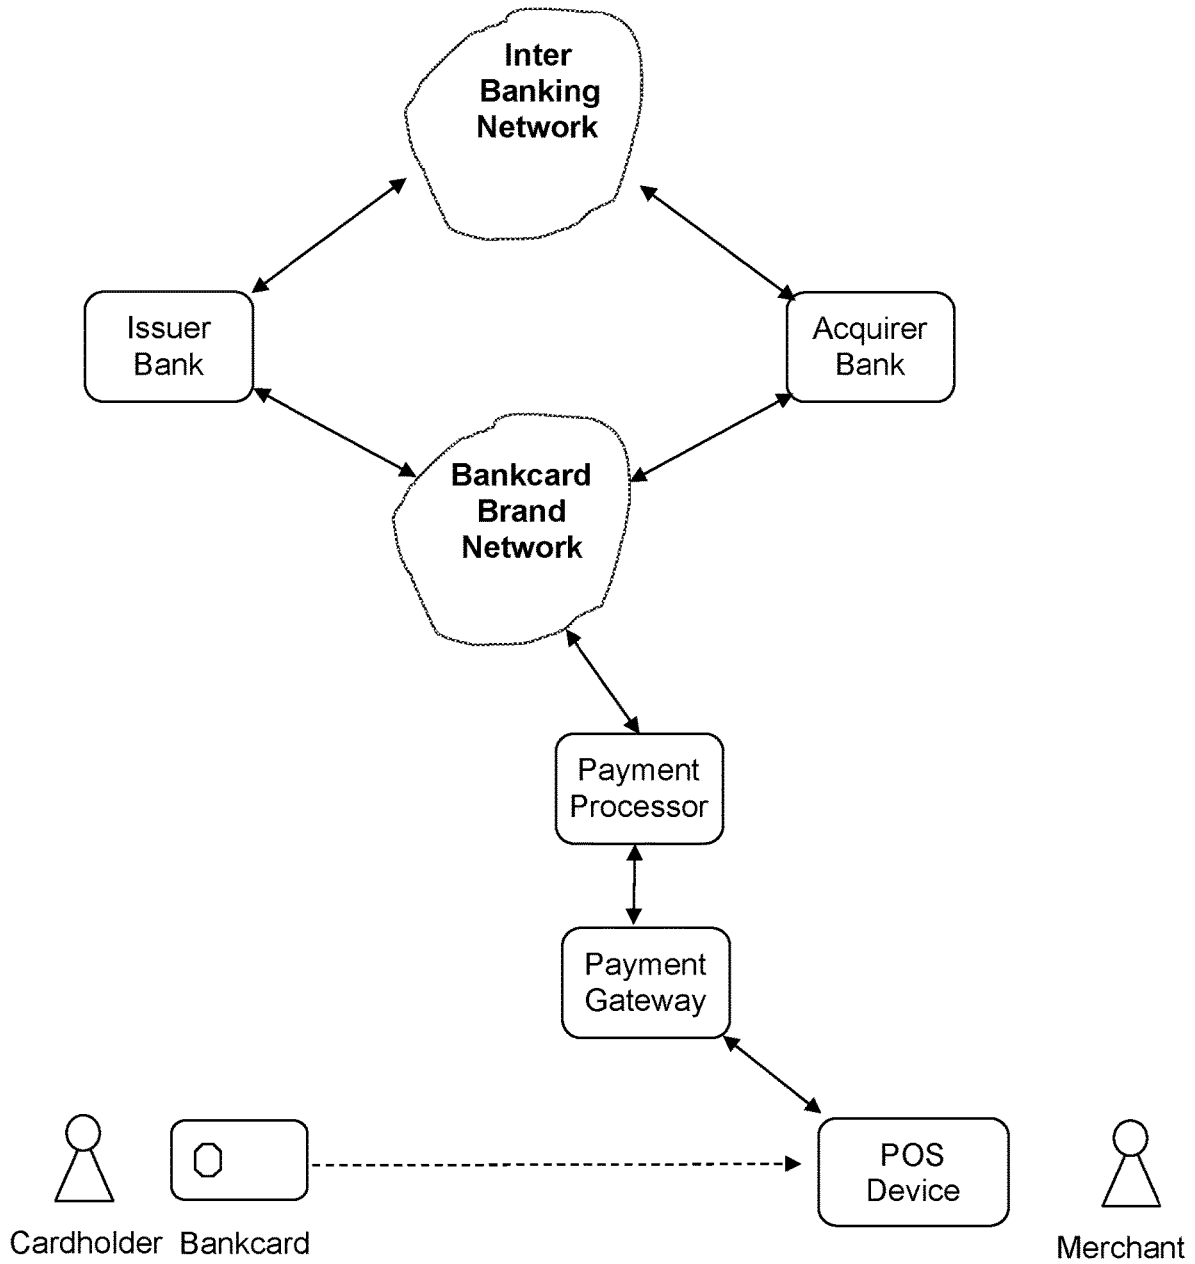 Inter
Banking
Network
Issuer
Bank
Acquirer
Bank
Bankcard
Brand
Network
Payment
Processor
Payment
Gateway
POS
Device
Cardholder
Bankcard
Merchant